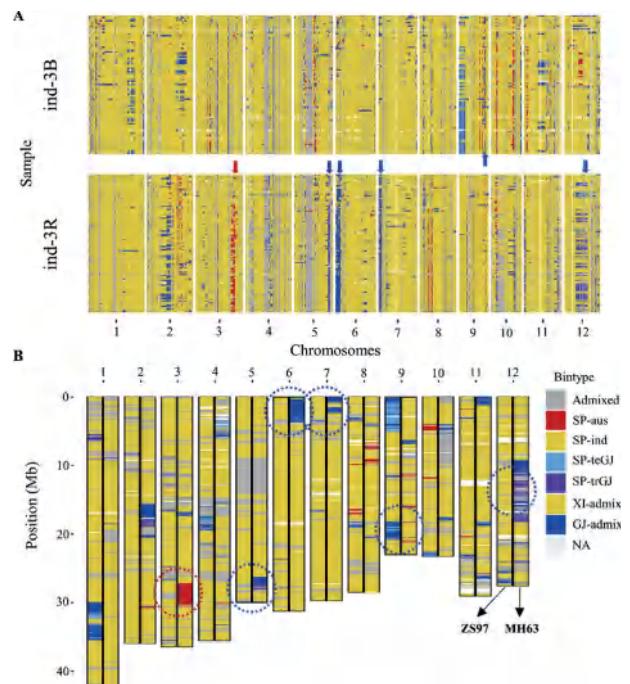 A
ind-3B
Sample
ind-3R
1 2 3 4 5 6 7 8 9 10 11 12
Chromosomes
B
1 2 3 4 5 6 7 8 9 10 11 12
Position (Mb)
0
10
20
30
40
Bintype
Admixed
SP-aus
SP-ind
SP-teGJ
SP-trGJ
XI-admix
GJ-admix
NA
ZS97 MH63